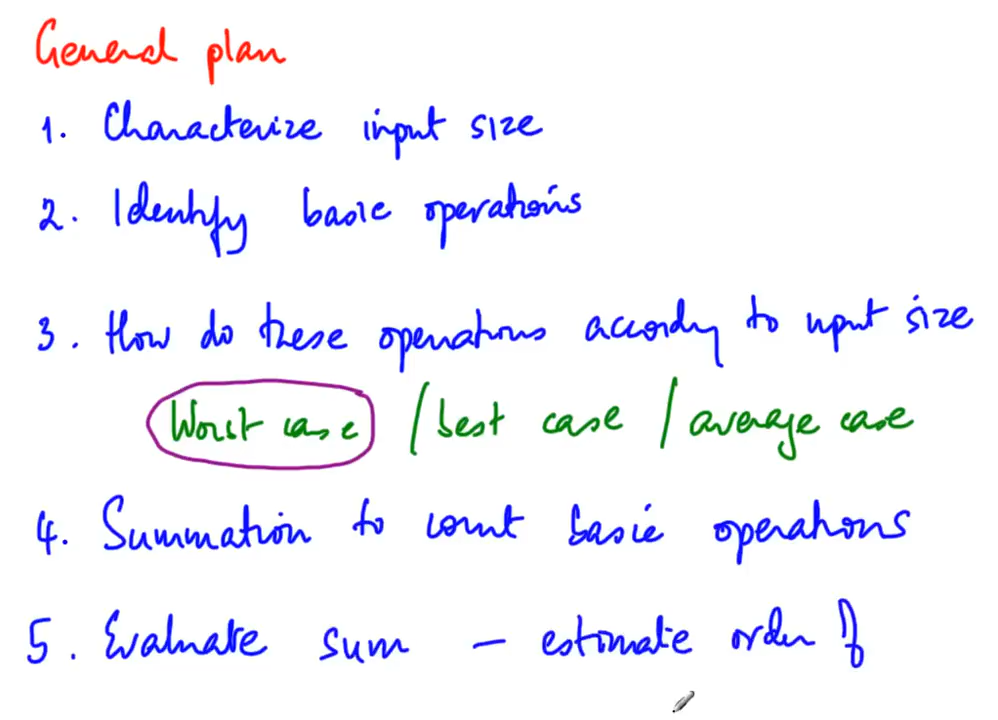 General plan
1. Characterize input size
2. Identify basic operations
3. How do these operations according to input size
Worst case / best case / average case
4. Summation to count basic operations
5. Evaluate sum - estimate order of